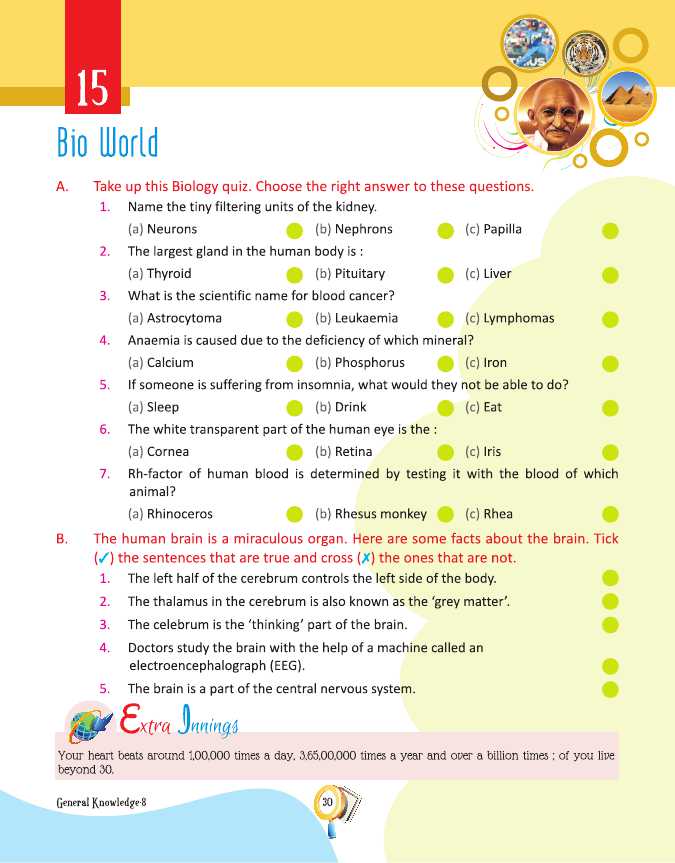 15
Bio World
A. Take up this Biology quiz. Choose the right answer to these questions.
1. Name the tiny filtering units of the kidney.
(a) Neurons (b) Nephrons (c) Papilla
2. The largest gland in the human body is :
(a) Thyroid (b) Pituitary (c) Liver
3. What is the scientific name for blood cancer?
(a) Astrocytoma (b) Leukaemia (c) Lymphomas
4. Anaemia is caused due to the deficiency of which mineral?
(a) Calcium (b) Phosphorus (c) Iron
5. If someone is suffering from insomnia, what would they not be able to do?
(a) Sleep (b) Drink (c) Eat
6. The white transparent part of the human eye is the :
(a) Cornea (b) Retina (c) Iris
7. Rh-factor of human blood is determined by testing it with the blood of which
animal?
(a) Rhinoceros (b) Rhesus monkey (c) Rhea
B. The human brain is a miraculous organ. Here are some facts about the brain. Tick
(✓) the sentences that are true and cross (✗) the ones that are not.
1. The left half of the cerebrum controls the left side of the body.
2. The thalamus in the cerebrum is also known as the ‘grey matter’.
3. The celebrum is the ‘thinking’ part of the brain.
4. Doctors study the brain with the help of a machine called an
electroencephalograph (EEG).
5. The brain is a part of the central nervous system.
Extra Innings
Your heart beats around 1,00,000 times a day, 3,65,00,000 times a year and over a billion times ; of you live
beyond 30.
General Knowledge-8
30